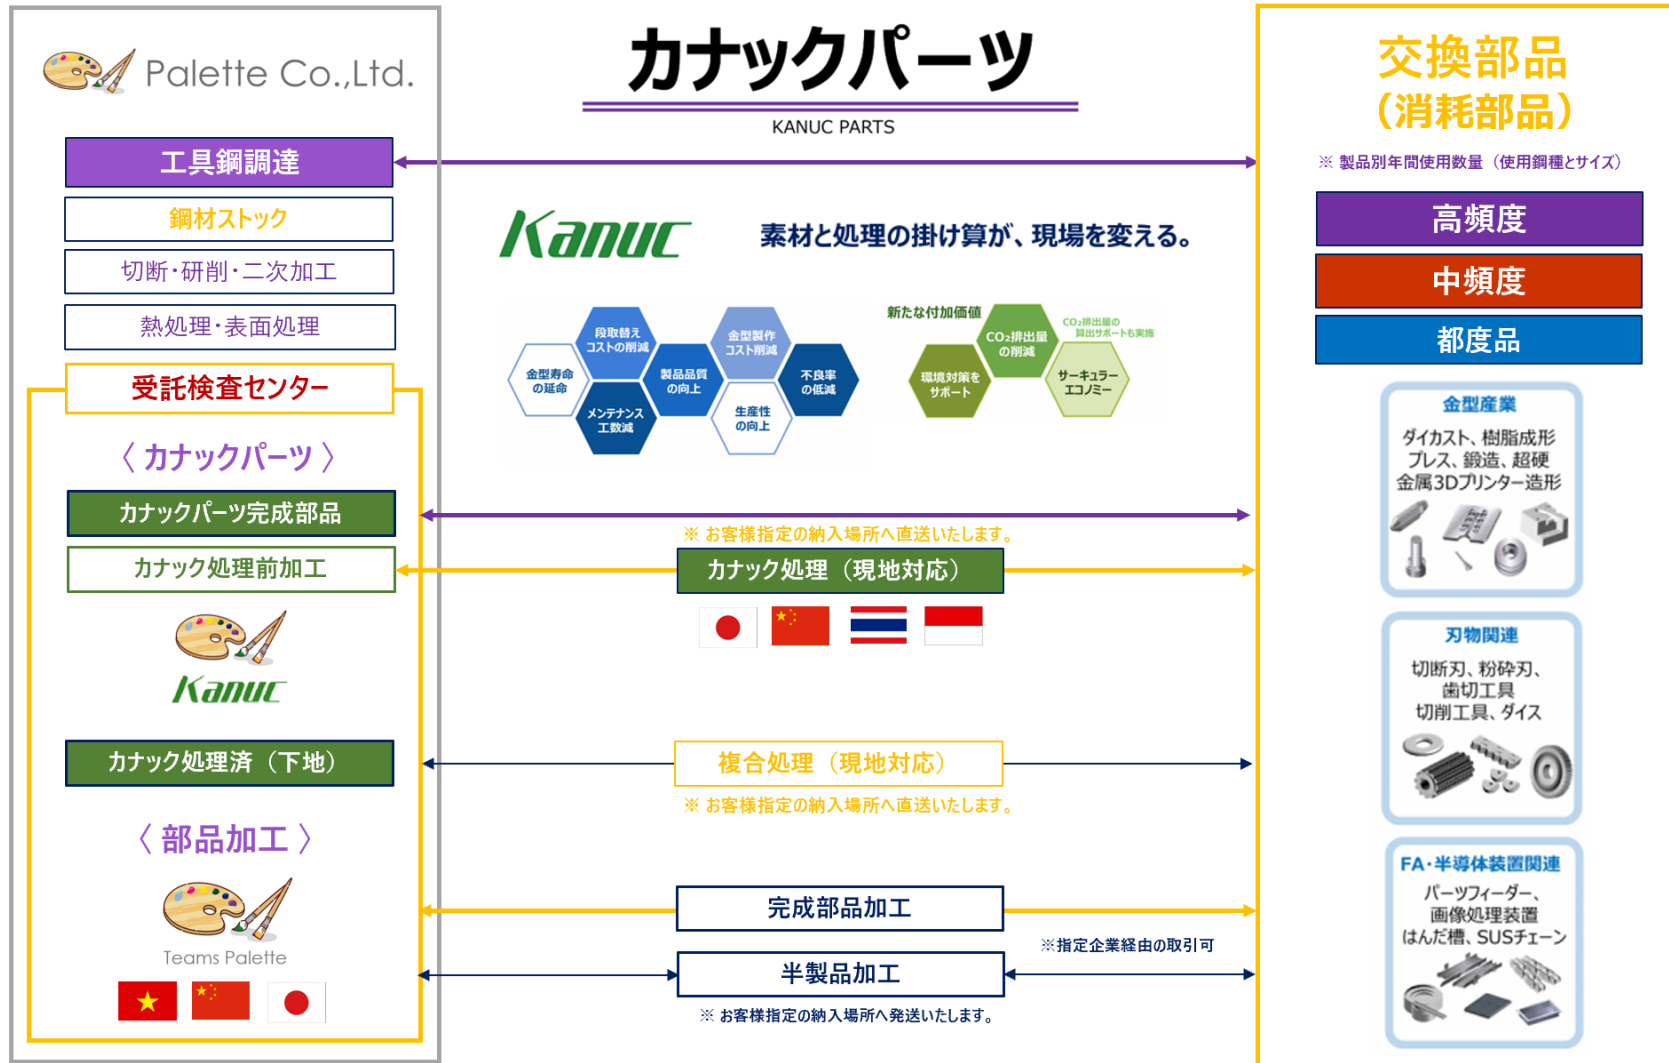 Palette Co.,Ltd.
工具鋼調達
鋼材ストック
切断・研削・二次加工
熱処理・表面処理
受託検査センター
〈 カナックパーツ 〉
カナックパーツ完成部品
カナック処理前加工
Kanuc
カナック処理済（下地）
〈 部品加工 〉
Teams Palette
カナックパーツ
KANUC PARTS
Kanuc
素材と処理の掛け算が、現場を変える。
金型寿命
の延命
段取替え
コストの削減
メンテナンス
工数減
製品品質
の向上
金型製作
コスト削減
生産性
の向上
不良率
の低減
新たな付加価値
環境対策を
サポート
CO₂排出量
の削減
CO₂排出量の
算出サポートも実施
サーキュラー
エコノミー
※ お客様指定の納入場所へ直送いたします。
カナック処理（現地対応）
複合処理（現地対応）
※ お客様指定の納入場所へ直送いたします。
完成部品加工
※指定企業経由の取引可
半製品加工
※ お客様指定の納入場所へ発送いたします。
交換部品
（消耗部品）
※ 製品別年間使用数量（使用鋼種とサイズ）
高頻度
中頻度
都度品
金型産業
ダイカスト、樹脂成形
プレス、鍛造、超硬
金属3Dプリンター造形
刃物関連
切断刃、粉砕刃、
歯切工具
切削工具、ダイス
FA・半導体装置関連
パーツフィーダー、
画像処理装置
はんだ槽、SUSチェーン